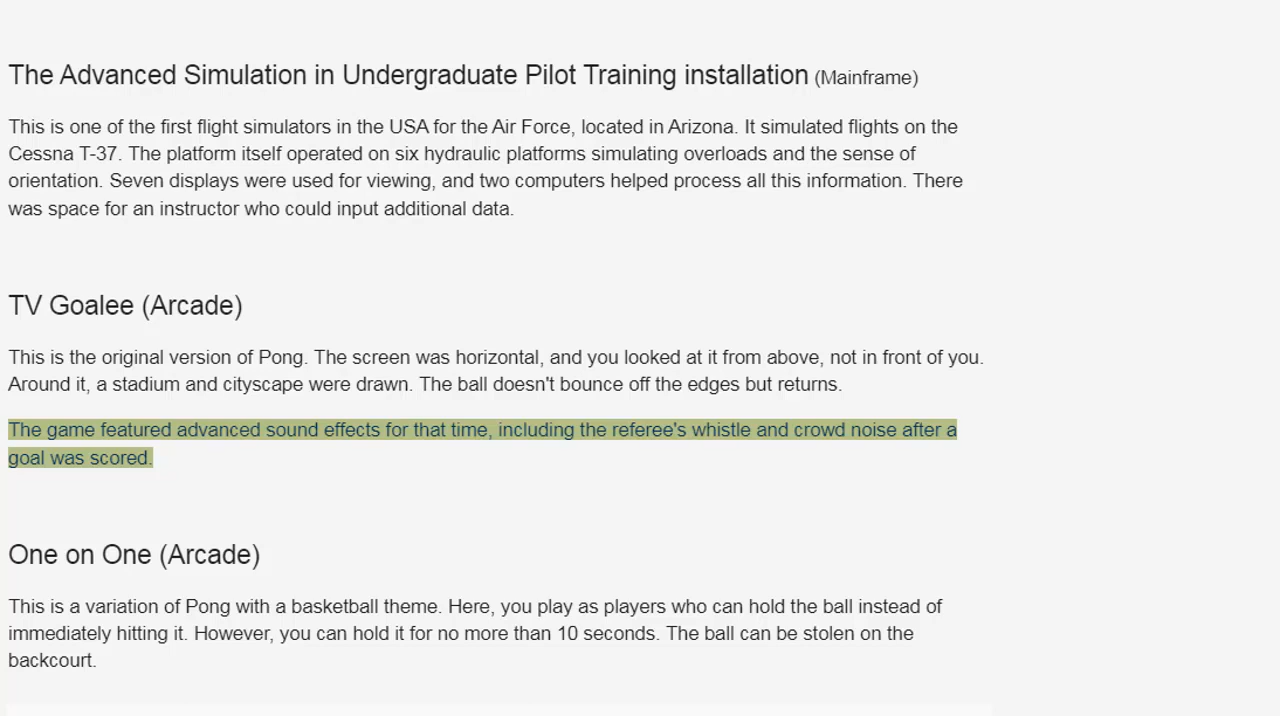 The Advanced Simulation in Undergraduate Pilot Training installation (Mainframe)
This is one of the first flight simulators in the USA for the Air Force, located in Arizona. It simulated flights on the
Cessna T-37. The platform itself operated on six hydraulic platforms simulating overloads and the sense of
orientation. Seven displays were used for viewing, and two computers helped process all this information. There
was space for an instructor who could input additional data.
TV Goalee (Arcade)
This is the original version of Pong. The screen was horizontal, and you looked at it from above, not in front of you.
Around it, a stadium and cityscape were drawn. The ball doesn't bounce off the edges but returns.
The game featured advanced sound effects for that time, including the referee's whistle and crowd noise after a
goal was scored.
One on One (Arcade)
This is a variation of Pong with a basketball theme. Here, you play as players who can hold the ball instead of
immediately hitting it. However, you can hold it for no more than 10 seconds. The ball can be stolen on the
backcourt.